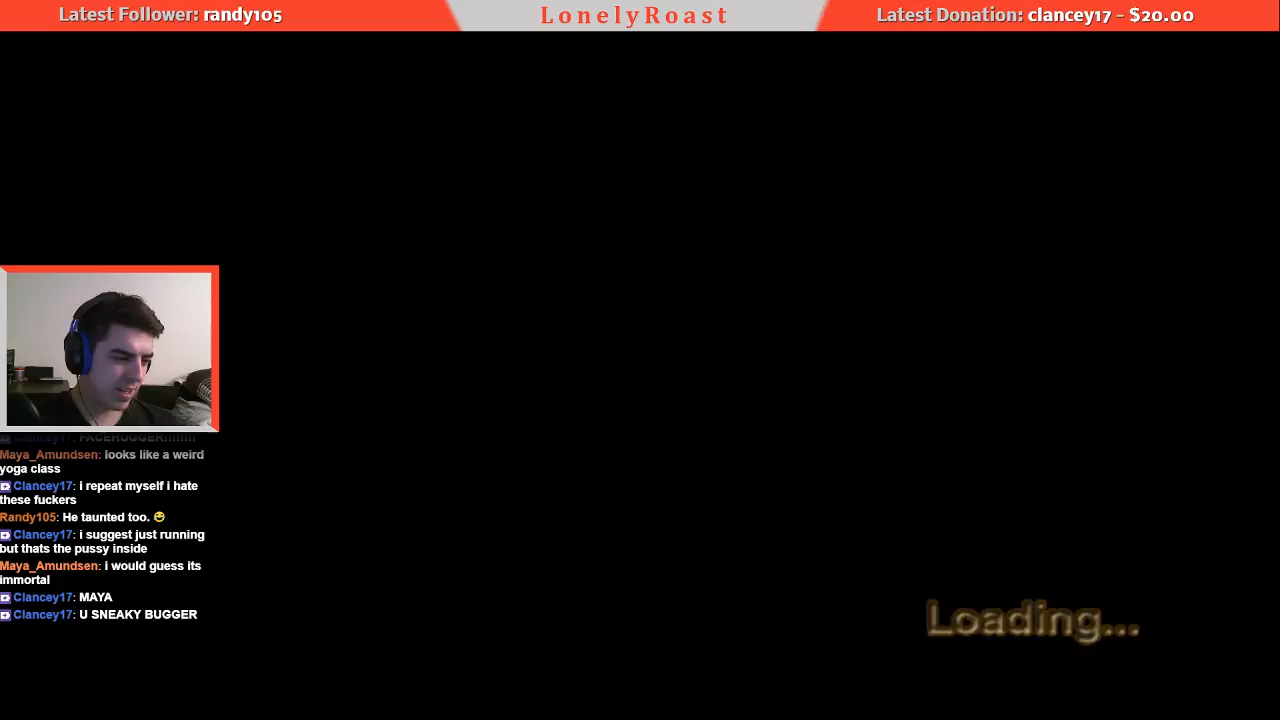 Latest Follower: randy105
LonelyRoast
Latest Donation: clancey17 - $20.00
Clancey17: FACEHUGGER!!!!!!!!
Maya_Amundsen: looks like a weird
yoga class
Clancey17: i repeat myself i hate
these fuckers
Randy105: He taunted too. 😄
Clancey17: i suggest just running
but thats the pussy inside
Maya_Amundsen: i would guess its
immortal
Clancey17: MAYA
Clancey17: U SNEAKY BUGGER
Loading...